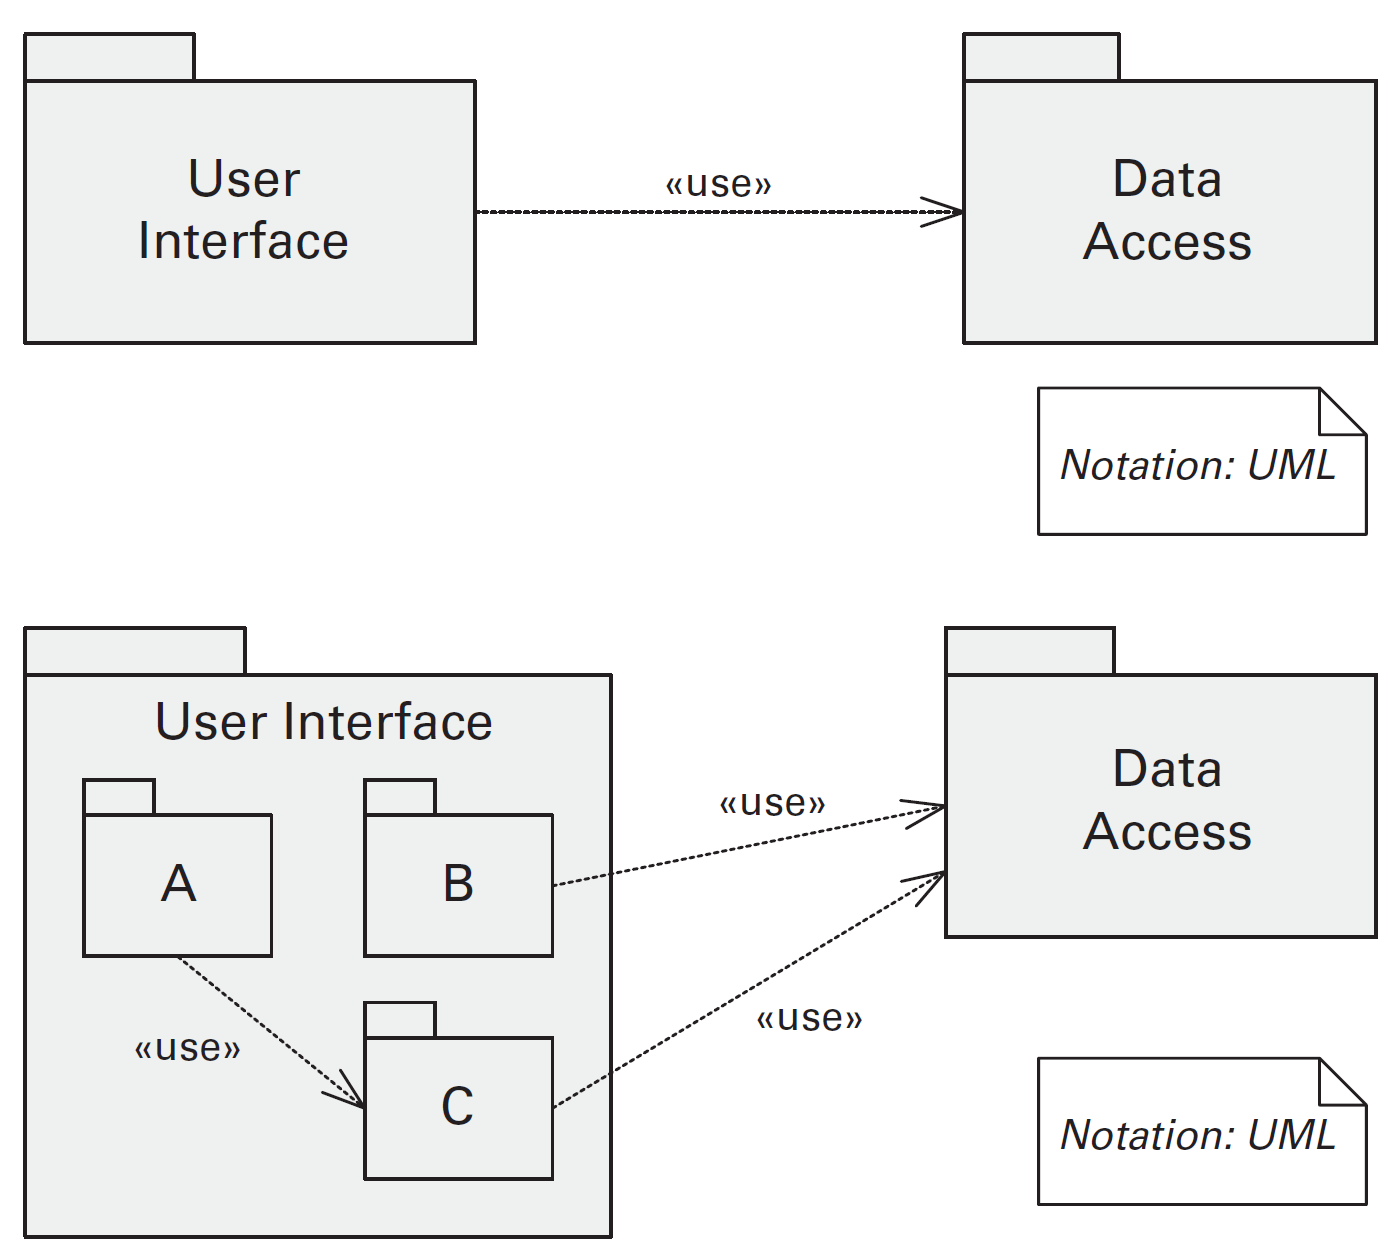 User
Interface
«use»
Data
Access
Notation: UML
User Interface
A
B
«use»
Data
Access
«use»
C
«use»
Notation: UML